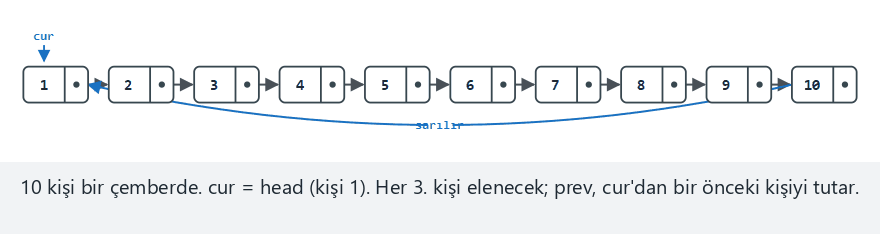 cur
1 2 3 4 5 6 7 8 9 10
sarılır
10 kişi bir çemberde. cur = head (kişi 1). Her 3. kişi elenecek; prev, cur'dan bir önceki kişiyi tutar.